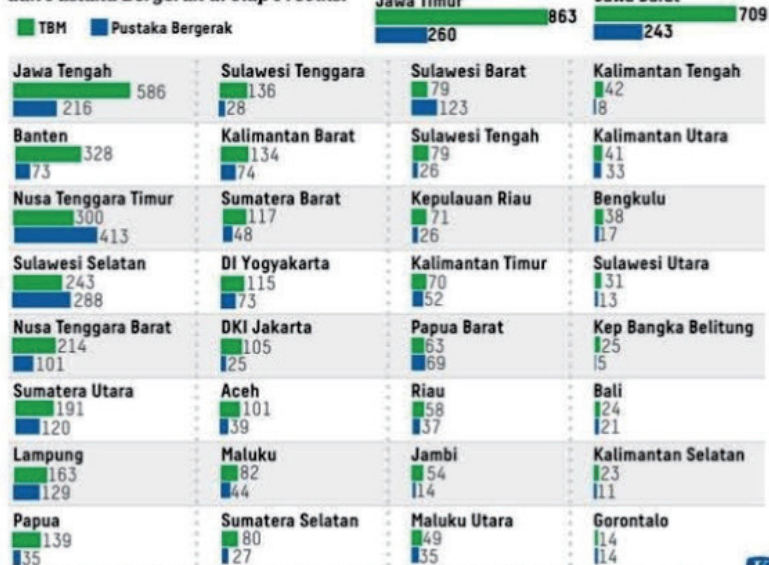 TBM Pustaka Bergerak
Jawa Timur
863
260
709
243
Jawa Tengah
586
216
Sulawesi Tenggara
136
28
Sulawesi Barat
79
123
Kalimantan Tengah
42
8
Banten
328
73
Kalimantan Barat
134
74
Sulawesi Tengah
79
26
Kalimantan Utara
41
33
Nusa Tenggara Timur
300
413
Sumatera Barat
117
48
Kepulauan Riau
71
26
Bengkulu
38
17
Sulawesi Selatan
243
288
DI Yogyakarta
115
73
Kalimantan Timur
70
52
Sulawesi Utara
31
13
Nusa Tenggara Barat
214
101
DKI Jakarta
105
25
Papua Barat
63
69
Kep Bangka Belitung
25
5
Sumatera Utara
191
120
Aceh
101
39
Riau
58
37
Bali
24
21
Lampung
163
129
Maluku
82
44
Jambi
54
14
Kalimantan Selatan
23
11
Papua
139
35
Sumatera Selatan
80
27
Maluku Utara
49
35
Gorontalo
14
14